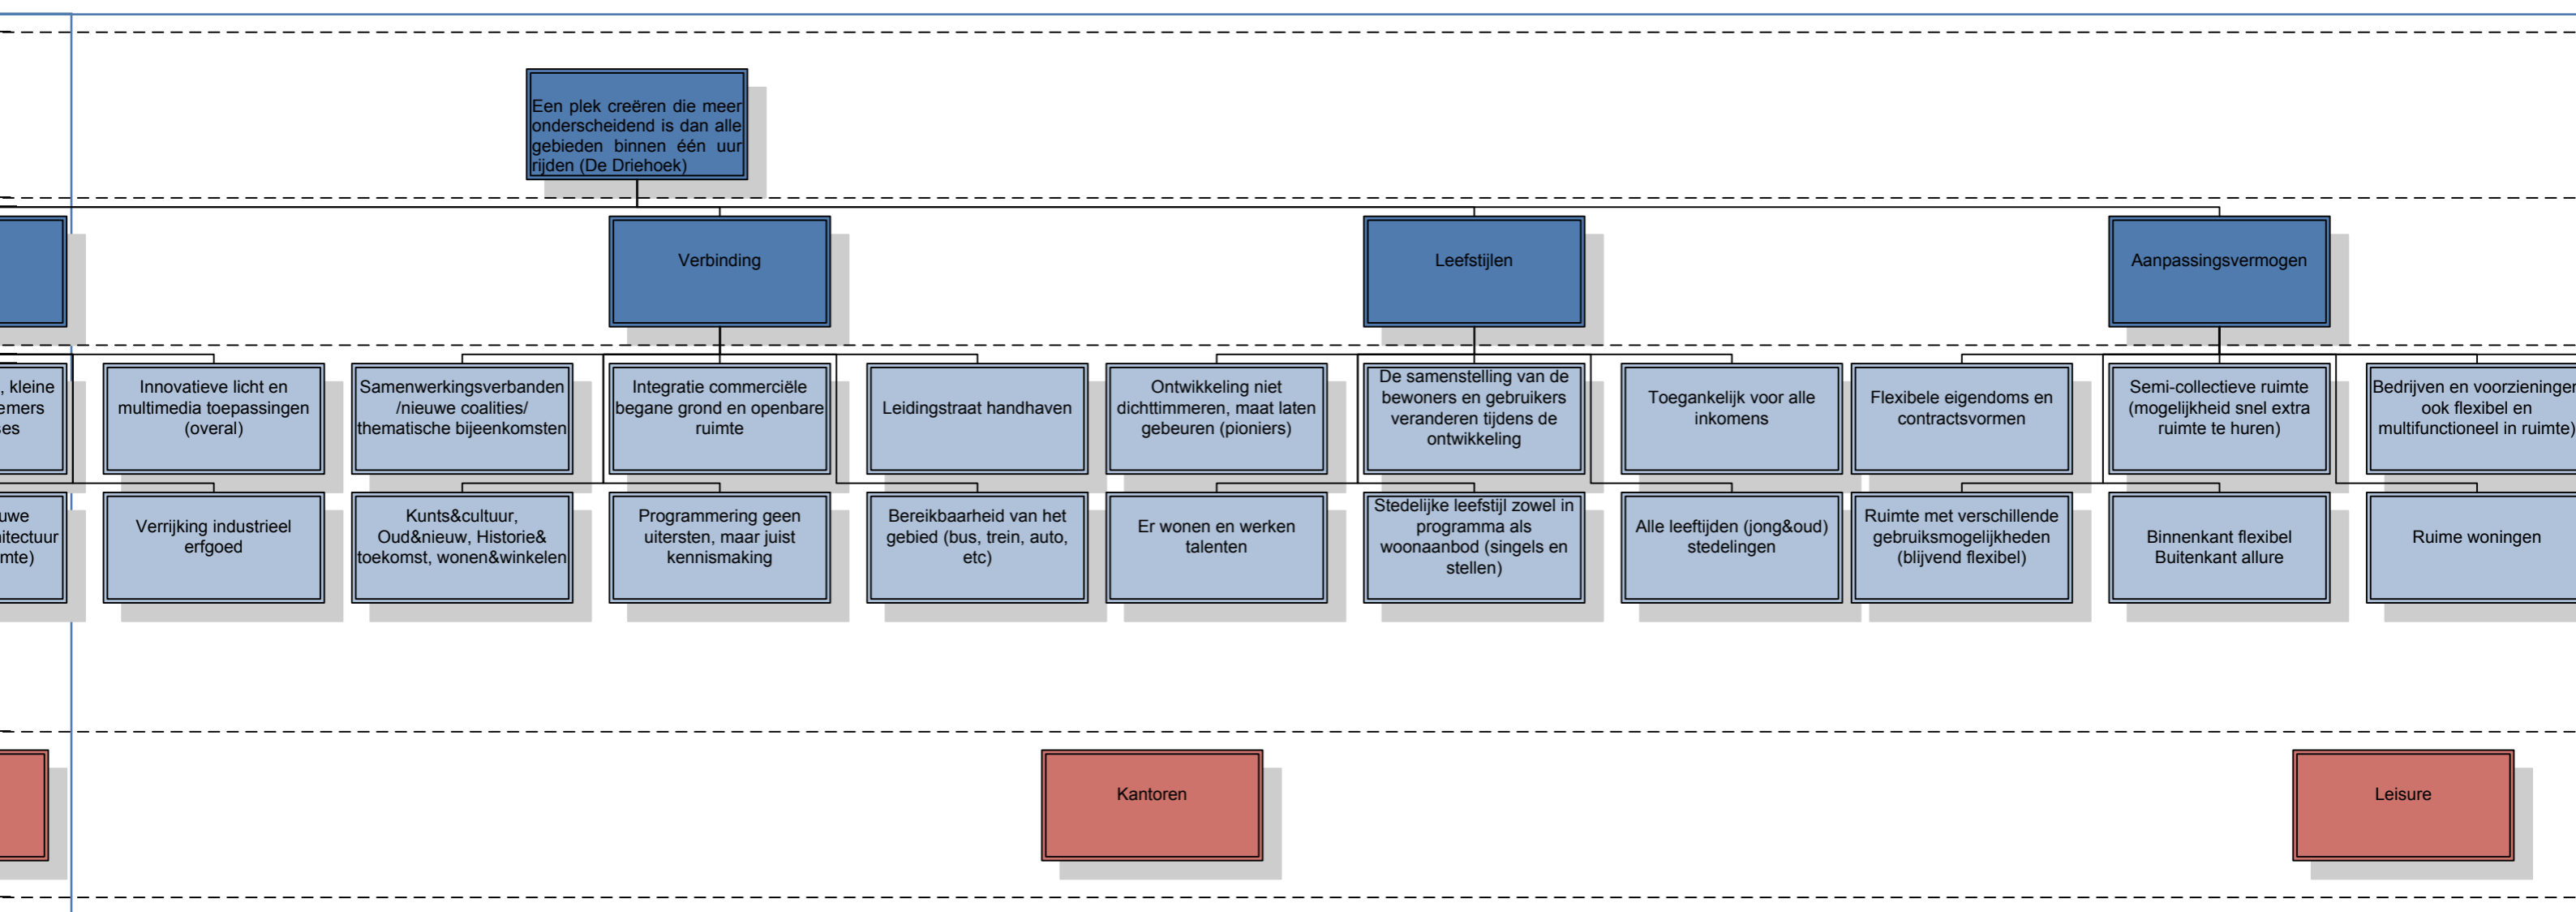 Een plek creëren die meer
onderscheidend is dan alle
gebieden binnen één uur
rijden (De Driehoek)
Verbinding
Leefstijlen
Aanpassingsvermogen
, kleine
Innovatieve licht en
multimedia toepassingen
(overal)
Samenwerkingsverbanden
/nieuwe coalities/
thematische bijeenkomsten
Integratie commerciële
begane grond en openbare
ruimte
Leidingstraat handhaven
Ontwikkeling niet
dichttimmeren, maat laten
gebeuren (pioniers)
De samenstelling van de
bewoners en gebruikers
veranderen tijdens de
ontwikkeling
Toegankelijk voor alle
inkomens
Flexibele eigendoms en
contractsvormen
Semi-collectieve ruimte
(mogelijkheid snel extra
ruimte te huren)
Bedrijven en voorzieningen
ook flexibel en
multifunctioneel in ruimte)
Verrijking industrieel
erfgoed
Kunts&cultuur,
Oud&nieuw, Historie&
toekomst, wonen&winkelen
Programmering geen
uitersten, maar juist
kennismaking
Bereikbaarheid van het
gebied (bus, trein, auto,
etc)
Er wonen en werken
talenten
Stedelijke leefstijl zowel in
programma als
woonaanbod (singels en
stellen)
Alle leeftijden (jong&oud)
stedelingen
Ruimte met verschillende
gebruiksmogelijkheden
(blijvend flexibel)
Binnenkant flexibel
Buitenkant allure
Ruime woningen
Kantoren
Leisure